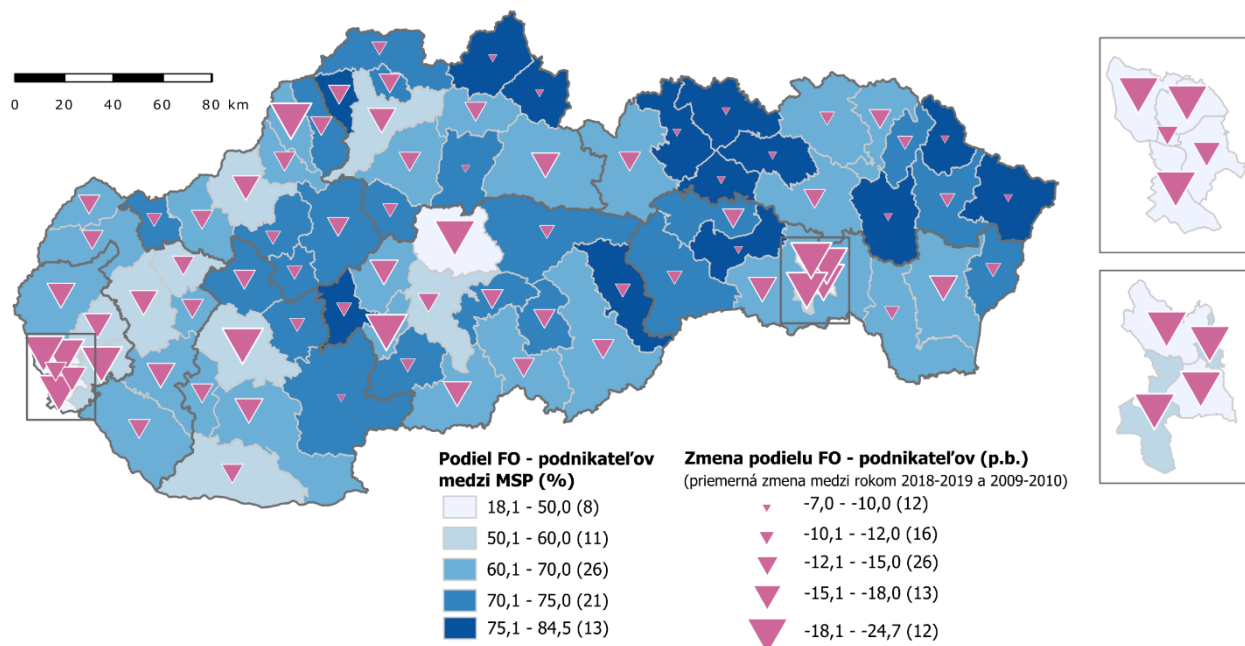 0 20 40 60 80 km
Podiel FO - podnikateľov
medzi MSP (%)
18,1 - 50,0 (8)
50,1 - 60,0 (11)
60,1 - 70,0 (26)
70,1 - 75,0 (21)
75,1 - 84,5 (13)
Zmena podielu FO - podnikateľov (p.b.)
(priemerná zmena medzi rokom 2018-2019 a 2009-2010)
-7,0 - -10,0 (12)
-10,1 - -12,0 (16)
-12,1 - -15,0 (26)
-15,1 - -18,0 (13)
-18,1 - -24,7 (12)